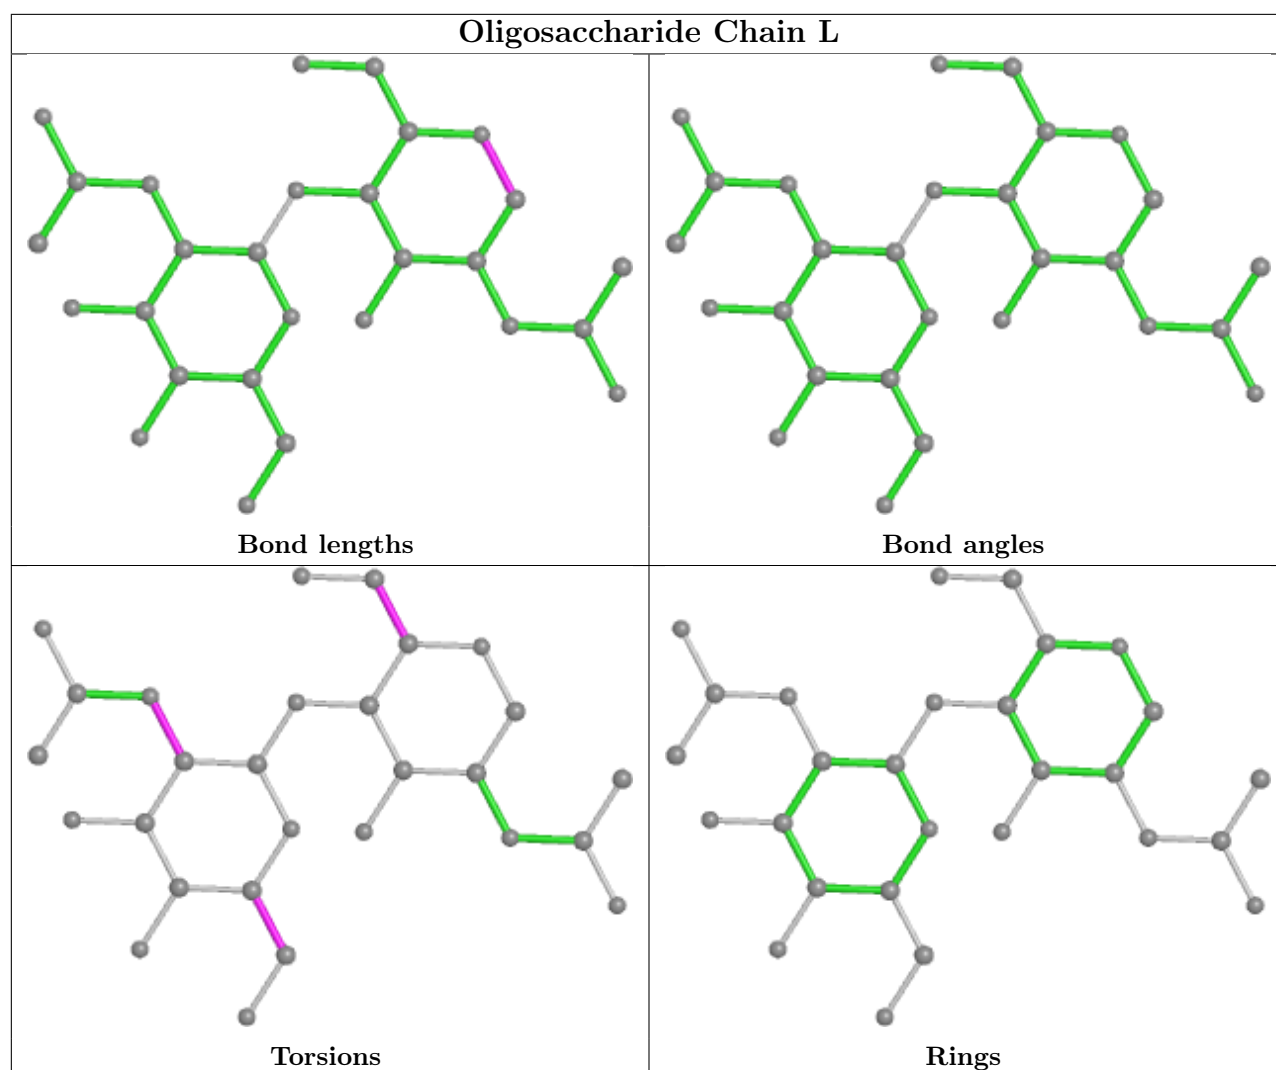 Oligosaccharide Chain L
Bond lengths
Bond angles
Torsions
Rings